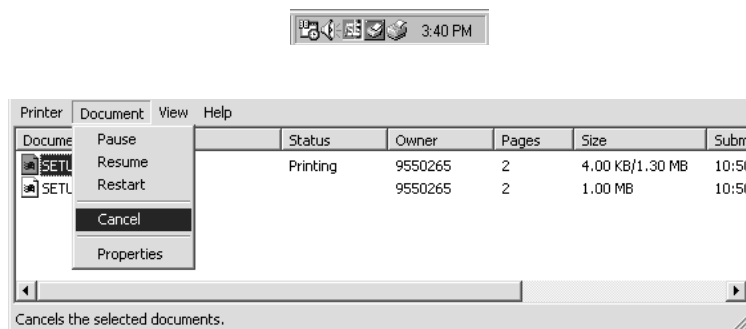 3:40 PM
Printer Document View Help
Docume Status Owner Pages Size Subm
Pause
SETU Printing 9550265 2 4.00 KB/1.30 MB 10:50
Resume
SETU 9550265 2 1.00 MB 10:50
Restart
Cancel
Properties
Cancels the selected documents.